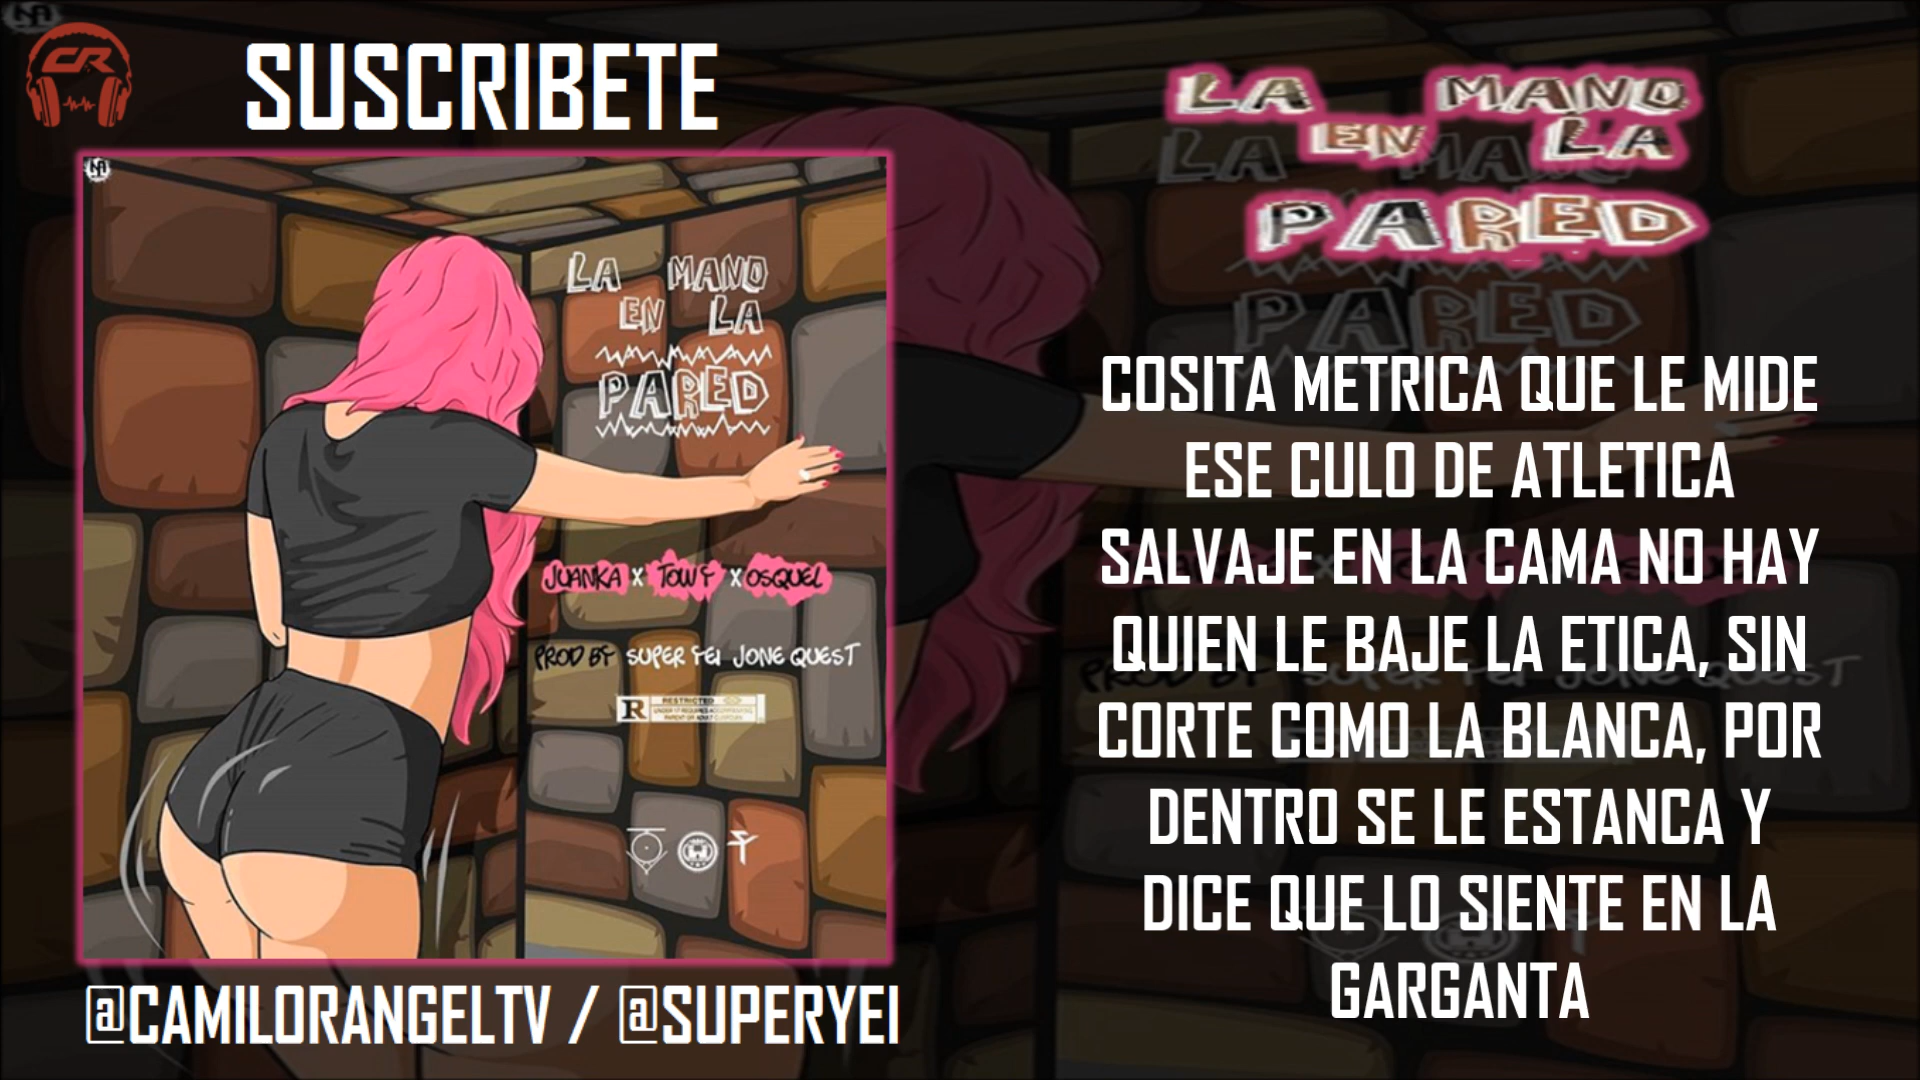 CR
SUSCRIBETE
LA MANO
EN LA
PARED
JUANKA X TOWY X OSQUEL
PROD BY SUPER YEI JONE QUEST
R RESTRICTED
@CAMILORANGELTV / @SUPERYEI
LA MANO
EN LA
PARED
COSITA METRICA QUE LE MIDE
ESE CULO DE ATLETICA
SALVAJE EN LA CAMA NO HAY
QUIEN LE BAJE LA ETICA, SIN
CORTE COMO LA BLANCA, POR
DENTRO SE LE ESTANCA Y
DICE QUE LO SIENTE EN LA
GARGANTA